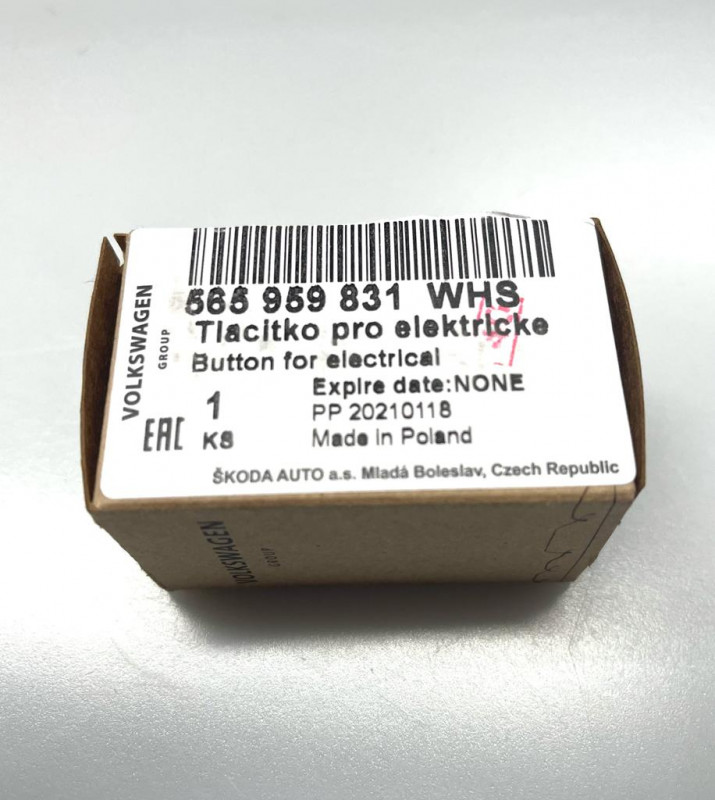 565 959 831 WHS
Tlacitko pro elektricke
Button for electrical
Expire date:NONE
1
PP 20210118
KS
Made in Poland
ŠKODA AUTO a.s. Mladá Boleslav, Czech Republic
VOLKSWAGEN
GROUP
EAC
VOLKSWAGEN
GROUP